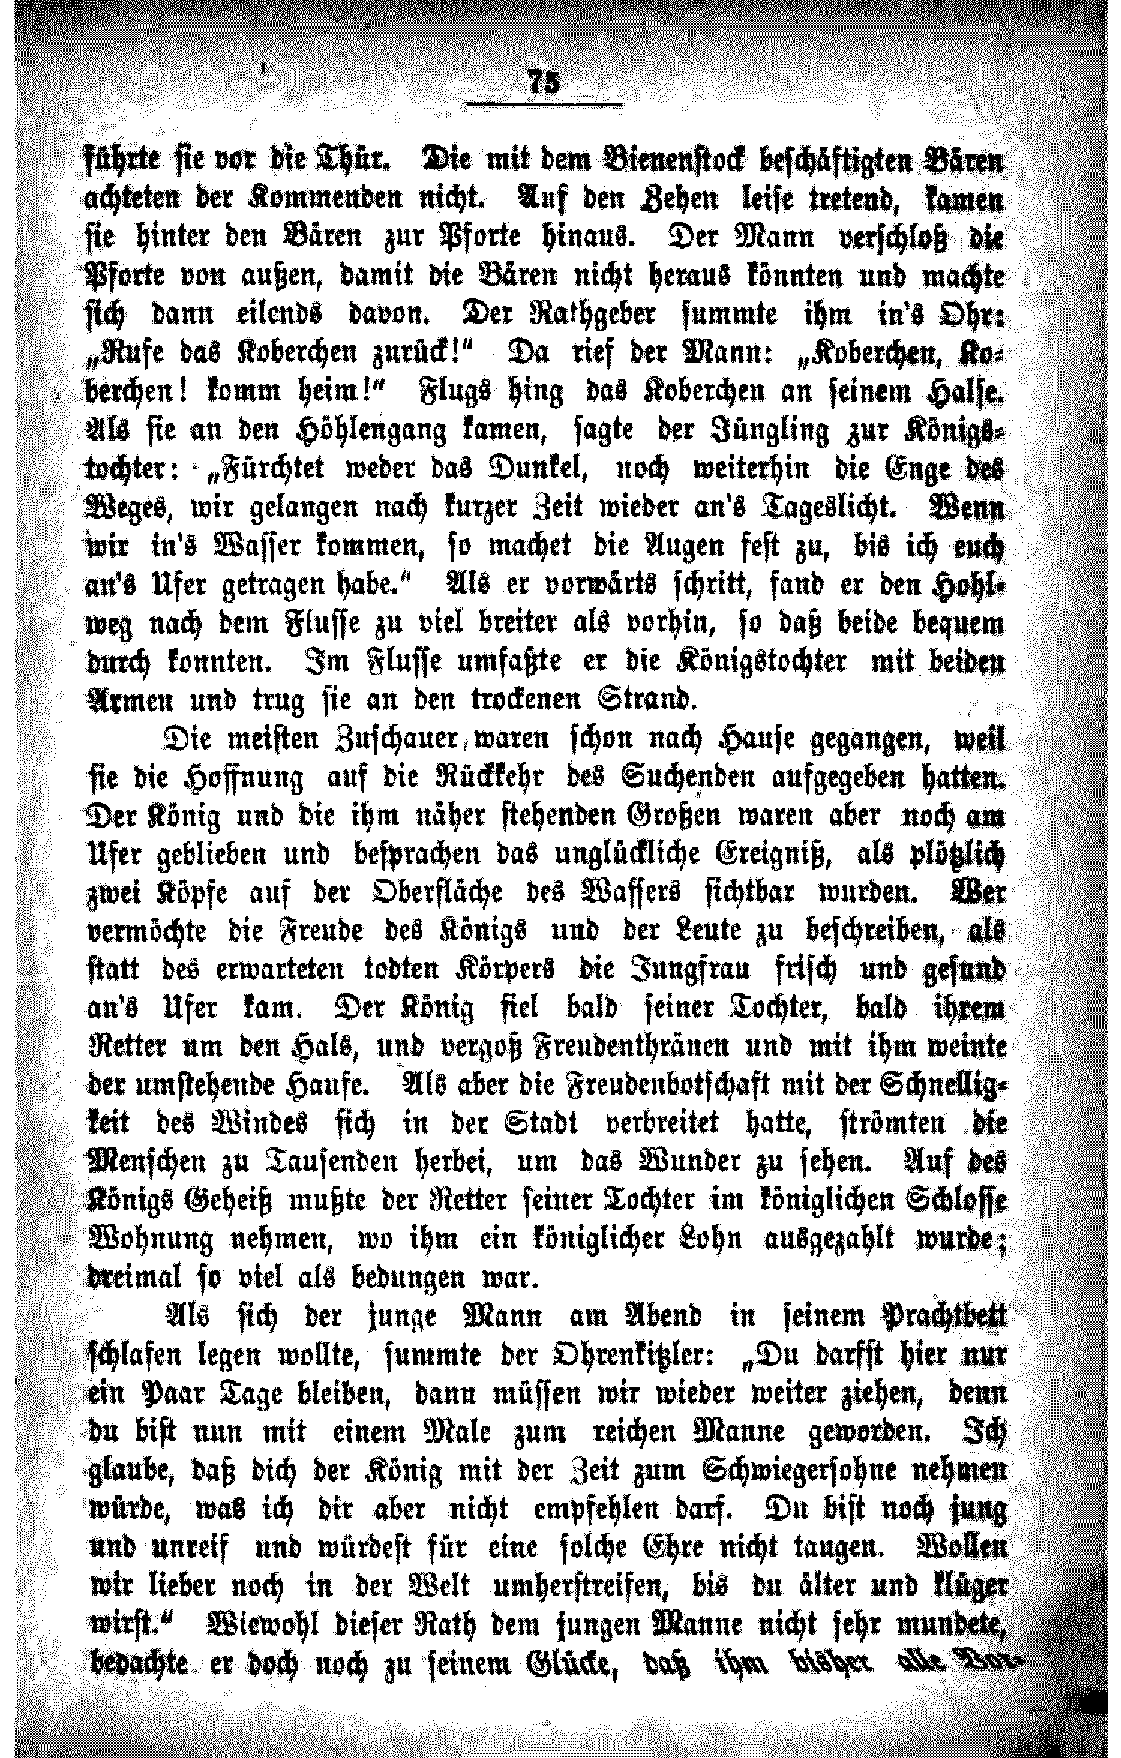 75
führte sie vor die Thür. Die mit dem Bienenstock beschäftigten Bären
achteten der Kommenden nicht. Auf den Zehen leise tretend, kamen
sie hinter den Bären zur Pforte hinaus. Der Mann verschloß die
Pforte von außen, damit die Bären nicht heraus könnten und machte
sich dann eilends davon. Der Rathgeber summte ihm in's Ohr:
„Rufe das Koberchen zurück!“ Da rief der Mann: „Koberchen, Ko-
berchen! komm heim!“ Flugs hing das Koberchen an seinem Halse.
Als sie an den Höhlengang kamen, sagte der Jüngling zur Königs-
tochter: „Fürchtet weder das Dunkel, noch weiterhin die Enge des
Weges, wir gelangen nach kurzer Zeit wieder an's Tageslicht. Wenn
wir in's Wasser kommen, so machet die Augen fest zu, bis ich euch
an's Ufer getragen habe.“ Als er vorwärts schritt, fand er den Hohl-
weg nach dem Flusse zu viel breiter als vorhin, so daß beide bequem
durch konnten. Im Flusse umfaßte er die Königstochter mit beiden
Armen und trug sie an den trockenen Strand.
Die meisten Zuschauer waren schon nach Hause gegangen, weil
sie die Hoffnung auf die Rückkehr des Suchenden aufgegeben hatten.
Der König und die ihm näher stehenden Großen waren aber noch am
Ufer geblieben und besprachen das unglückliche Ereigniß, als plötzlich
zwei Köpfe auf der Oberfläche des Wassers sichtbar wurden. Wer
vermöchte die Freude des Königs und der Leute zu beschreiben, als
statt des erwarteten todten Körpers die Jungfrau frisch und gesund
an's Ufer kam. Der König fiel bald seiner Tochter, bald ihrem
Retter um den Hals, und vergoß Freudenthränen und mit ihm weinte
der umstehende Haufe. Als aber die Freudenbotschaft mit der Schnellig-
keit des Windes sich in der Stadt verbreitet hatte, strömten die
Menschen zu Tausenden herbei, um das Wunder zu sehen. Auf des
Königs Geheiß mußte der Retter seiner Tochter im königlichen Schlosse
Wohnung nehmen, wo ihm ein königlicher Lohn ausgezahlt wurde;
dreimal so viel als bedungen war.
Als sich der junge Mann am Abend in seinem Prachtbett
schlafen legen wollte, summte der Ohrenkitzler: „Du darfst hier nur
ein Paar Tage bleiben, dann müssen wir wieder weiter ziehen, denn
du bist nun mit einem Male zum reichen Manne geworden. Ich
glaube, daß dich der König mit der Zeit zum Schwiegersohne nehmen
würde, was ich dir aber nicht empfehlen darf. Du bist noch jung
und unreif und würdest für eine solche Ehre nicht taugen. Wollen
wir lieber noch in der Welt umherstreifen, bis du älter und klüger
wirst.“ Wiewohl dieser Rath dem jungen Manne nicht sehr mundete,
bedachte er doch noch zu seinem Glücke, daß ihm bisher alle Vor-